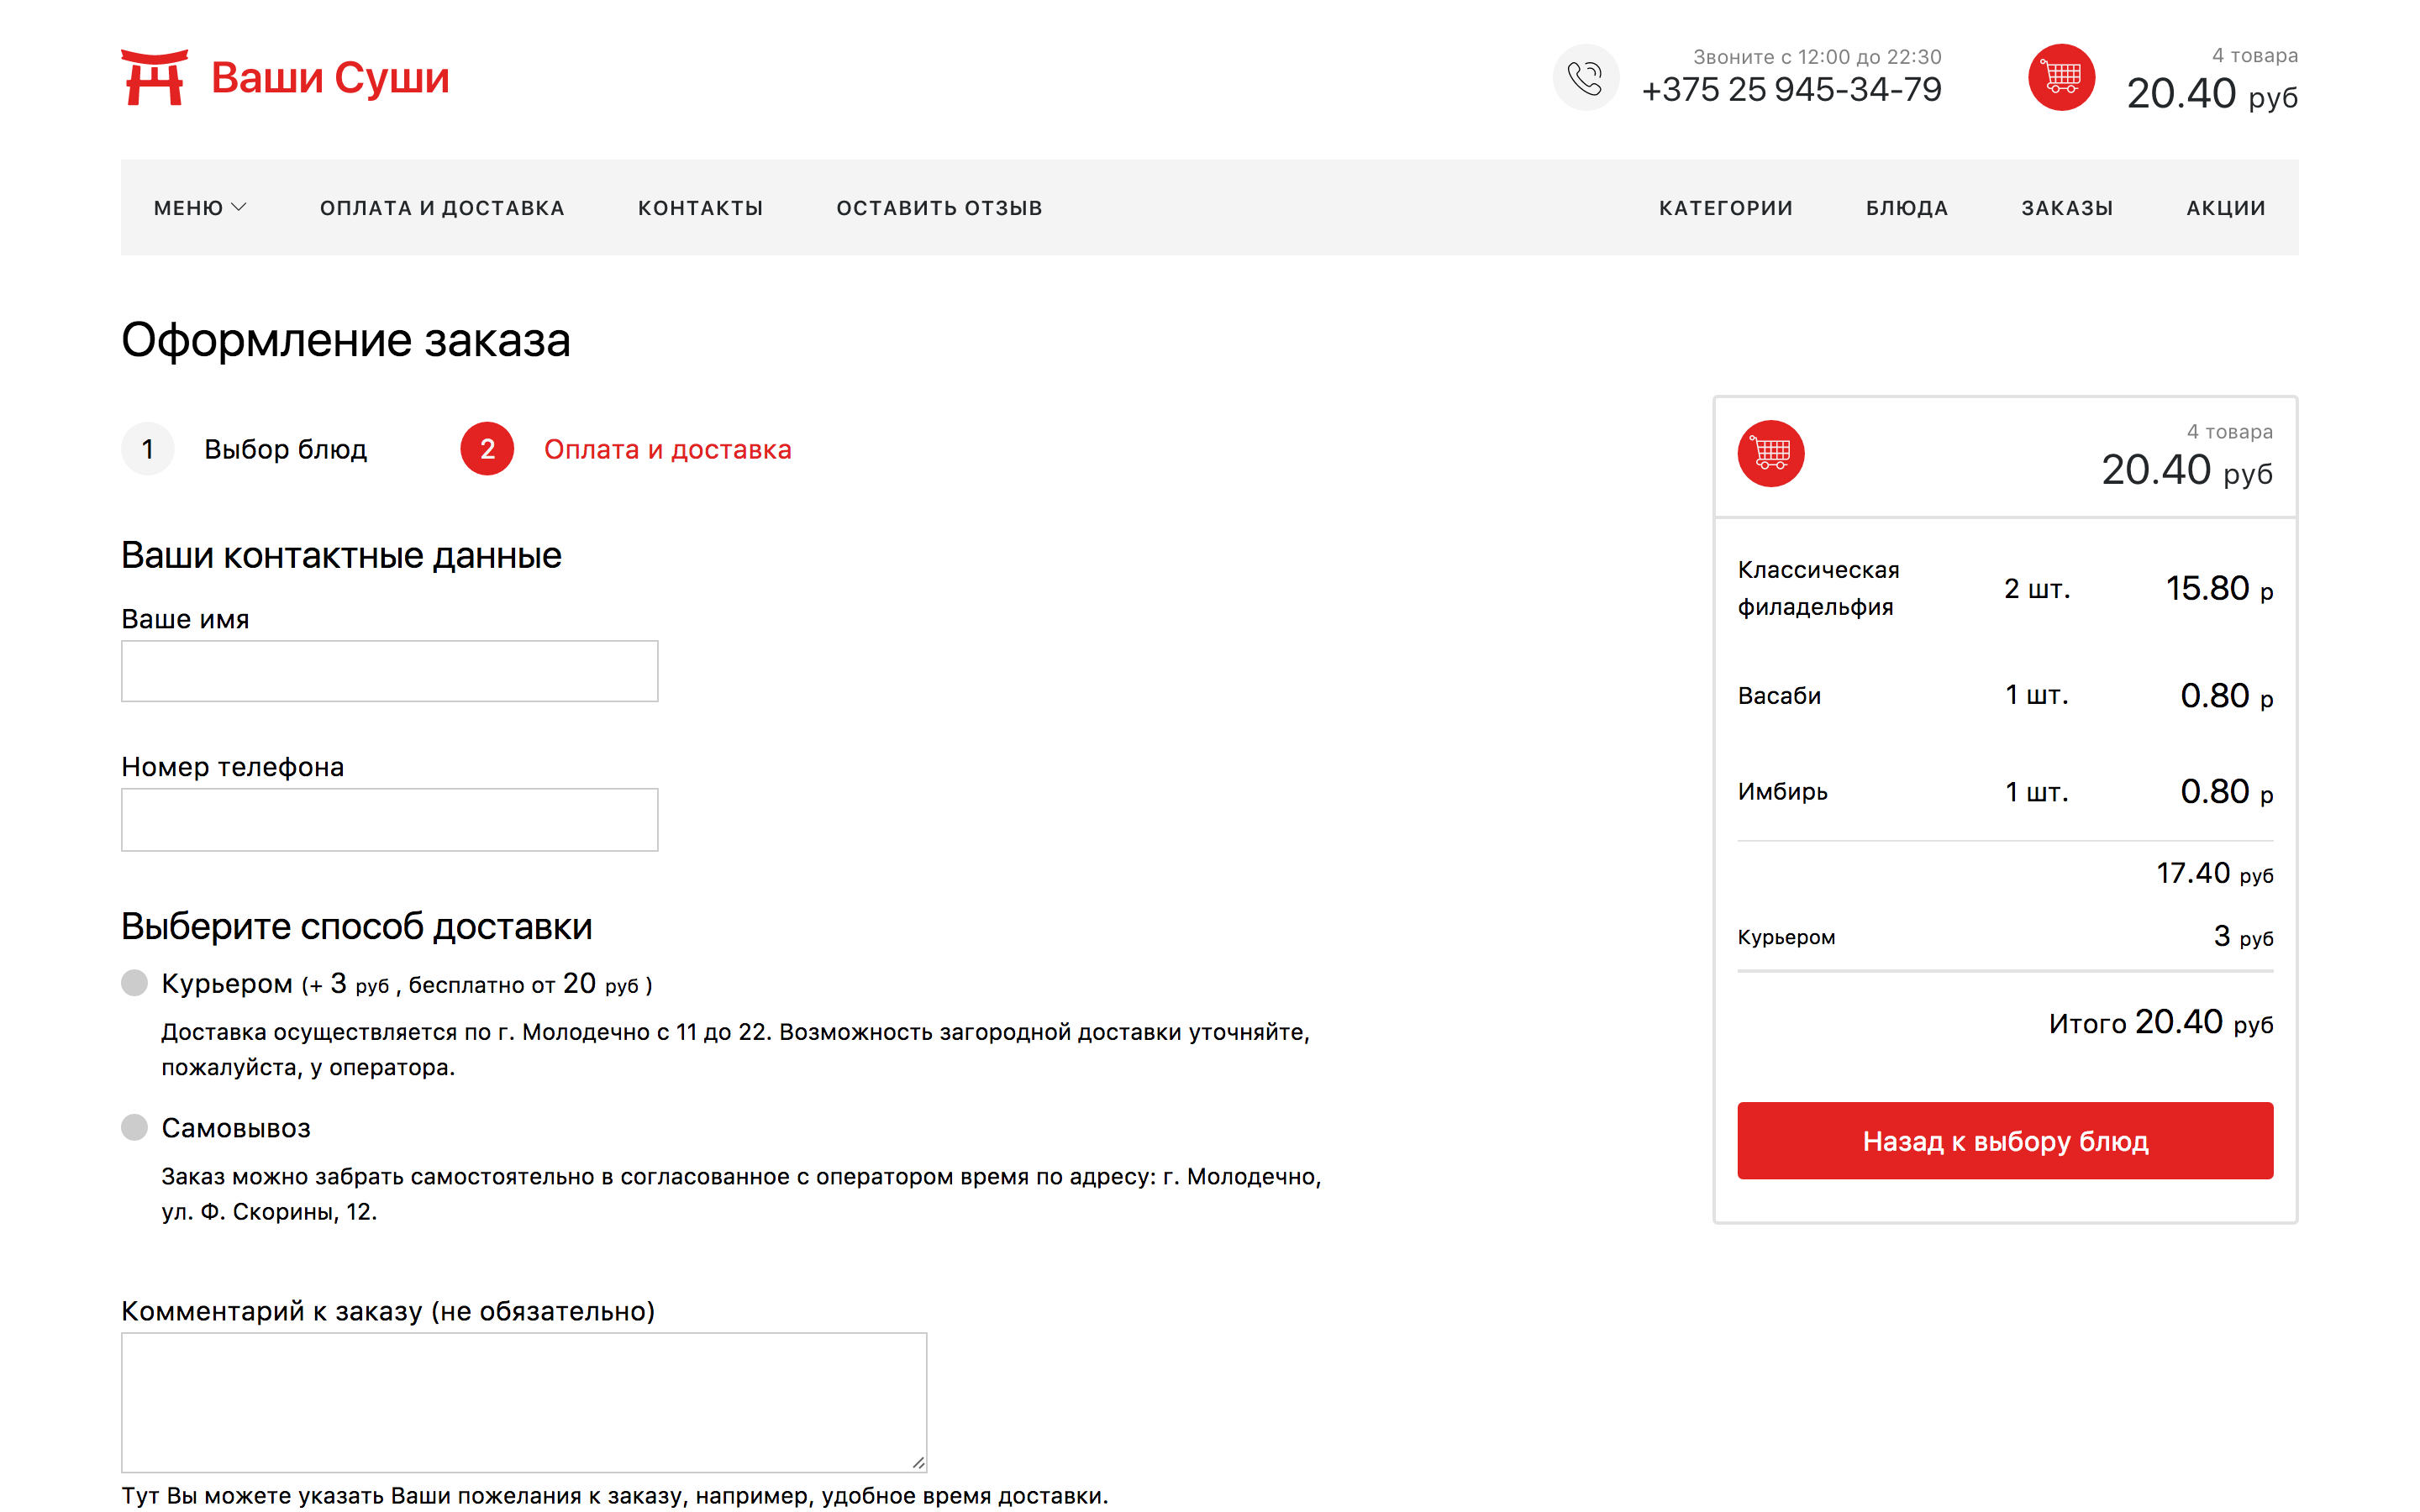 Ваши Суши
Звоните с 12:00 до 22:30
+375 25 945-34-79
4 товара
20.40 руб
МЕНЮ
ОПЛАТА И ДОСТАВКА
КОНТАКТЫ
ОСТАВИТЬ ОТЗЫВ
КАТЕГОРИИ
БЛЮДА
ЗАКАЗЫ
АКЦИИ
Оформление заказа
1 Выбор блюд
2 Оплата и доставка
Ваши контактные данные
Ваше имя
Номер телефона
Выберите способ доставки
Курьером (+ 3 руб , бесплатно от 20 руб )
Доставка осуществляется по г. Молодечно с 11 до 22. Возможность загородной доставки уточняйте,
пожалуйста, у оператора.
Самовывоз
Заказ можно забрать самостоятельно в согласованное с оператором время по адресу: г. Молодечно,
ул. Ф. Скорины, 12.
Комментарий к заказу (не обязательно)
Тут Вы можете указать Ваши пожелания к заказу, например, удобное время доставки.
4 товара
20.40 руб
Классическая
филадельфия
2 шт.
15.80 р
Васаби
1 шт.
0.80 р
Имбирь
1 шт.
0.80 р
17.40 руб
Курьером
3 руб
Итого 20.40 руб
Назад к выбору блюд